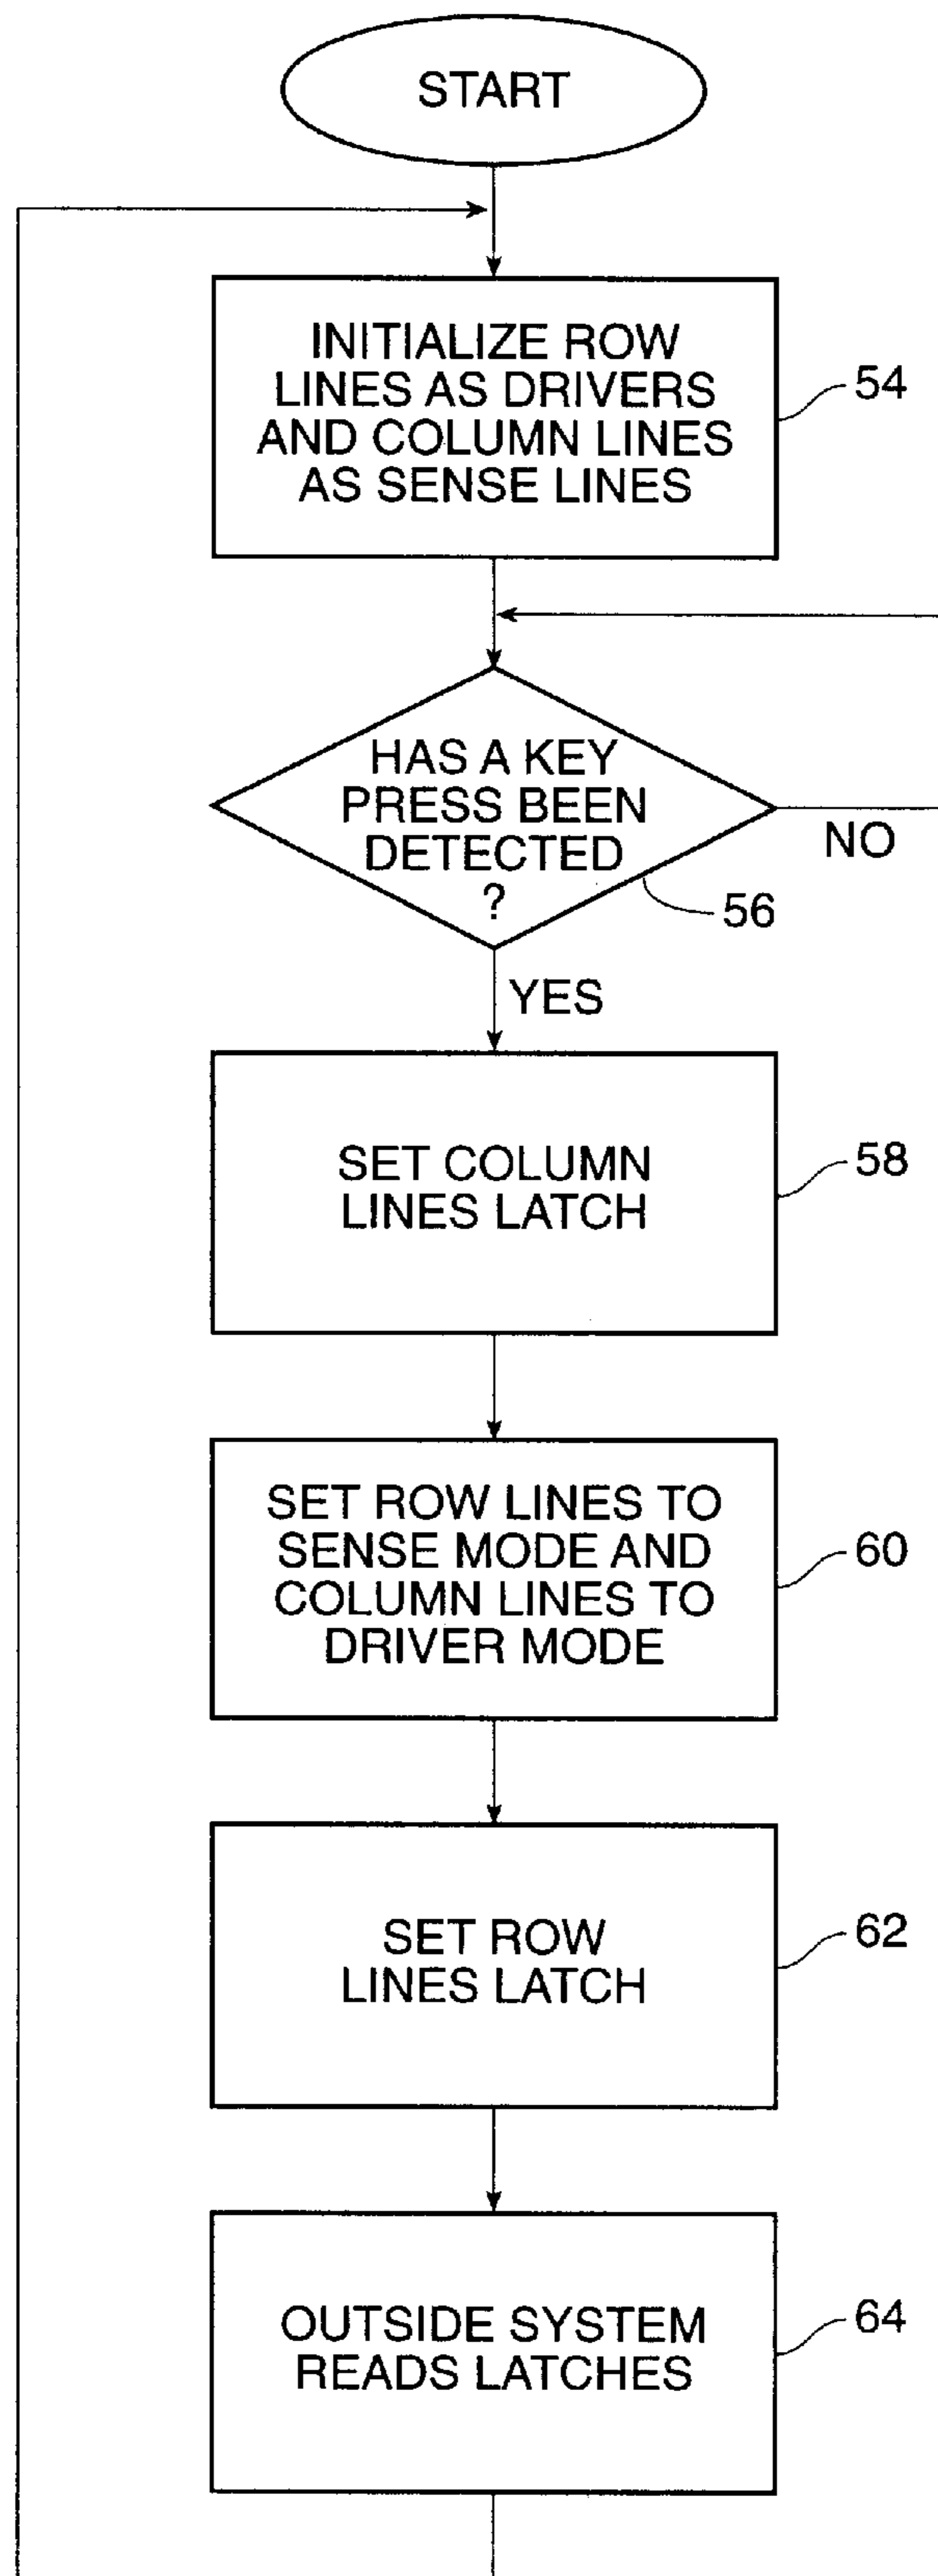 START
INITIALIZE ROW
LINES AS DRIVERS
AND COLUMN LINES
AS SENSE LINES
54
HAS A KEY
PRESS BEEN
DETECTED
?
NO
56
YES
SET COLUMN
LINES LATCH
58
SET ROW LINES TO
SENSE MODE AND
COLUMN LINES TO
DRIVER MODE
60
SET ROW
LINES LATCH
62
OUTSIDE SYSTEM
READS LATCHES
64